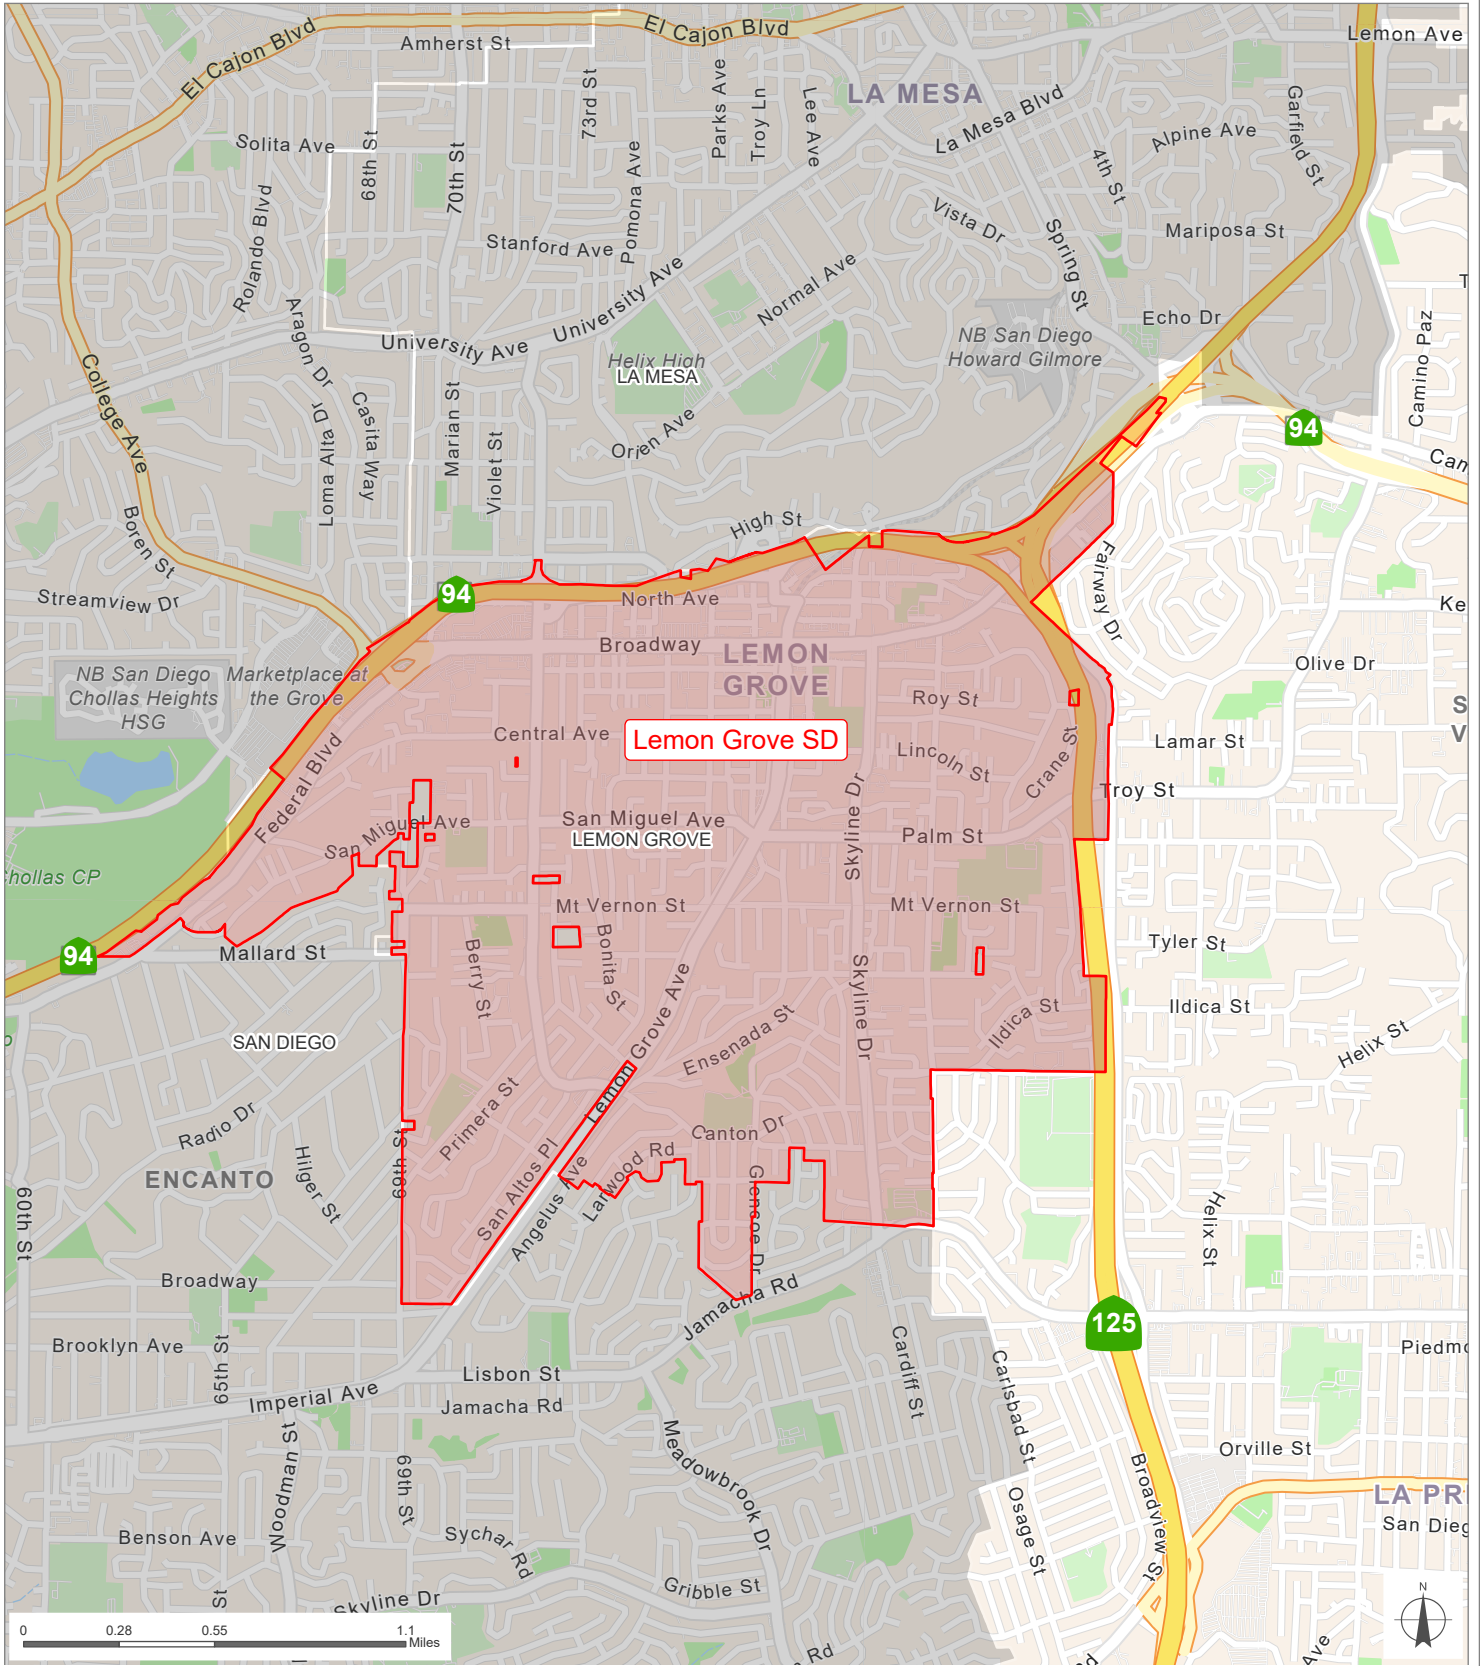 El Cajon Blvd
El Cajon Blvd
Lemon Ave
Amherst St
73rd St
Parks Ave
Troy Ln
Lee Ave
LA MESA
La Mesa Blvd
Garfield St
Alpine Ave
Solita Ave
68th St
70th St
4th St
Pomona Ave
Rolando Blvd
Stanford Ave
Vista Dr
Spring St
Mariposa St
University Ave
Normal Ave
Aragon Dr
University Ave
Echo Dr
NB San Diego
Howard Gilmore
Camino Paz
College Ave
Helix High
LA MESA
Casita Way
Loma Alta Dr
Marian St
Violet St
Orien Ave
94
Boren St
High St
Fairway Dr
Streamview Dr
94
North Ave
Ke
Broadway
LEMON
GROVE
Olive Dr
NB San Diego
Chollas Heights
HSG
Marketplace at
the Grove
Roy St
S
V
Central Ave
Lemon Grove SD
Lincoln St
Lamar St
Federal Blvd
Crane St
Troy St
San Miguel Ave
San Miguel Ave
LEMON GROVE
Skyline Dr
Palm St
Chollas CP
Mt Vernon St
Mt Vernon St
94
Mallard St
Berry St
Bonita St
Tyler St
Lemon Grove Ave
Skyline Dr
Ildica St
Ildica St
SAN DIEGO
Ensenada St
Helix St
Primera St
Radio Dr
Canton Dr
69th St
Hilger St
San Altos Pl
Larwood Rd
ENCANTO
Angelus Ave
Glencoe Dr
60th St
Helix St
Broadway
Jamacha Rd
125
Brooklyn Ave
65th St
Lisbon St
Cardiff St
Carlsbad St
Piedmo
Imperial Ave
Jamacha Rd
Woodman St
Meadowbrook Dr
69th St
Orville St
Broadview St
LA PR
San Dieg
Osage St
Benson Ave
Sychar Rd
St
Skyline Dr
Gribble St
Rd
Ave
N
0 0.28 0.55 1.1
Miles